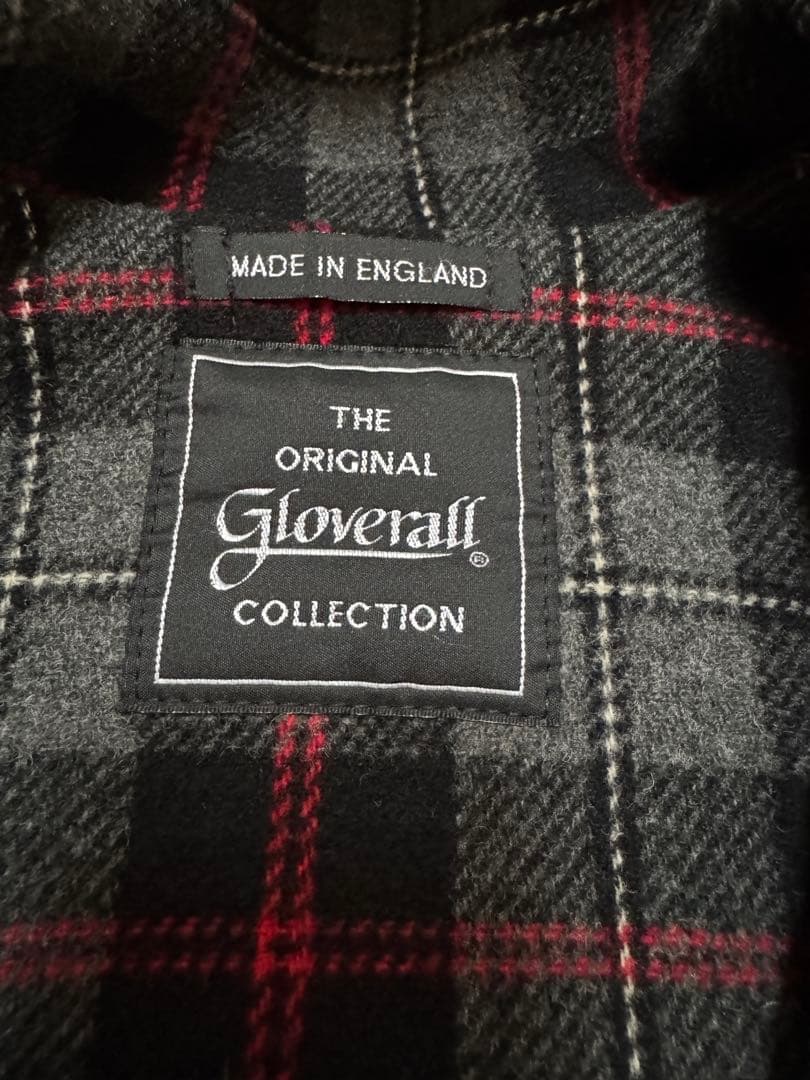 MADE IN ENGLAND
THE
ORIGINAL
Gloverall®
COLLECTION